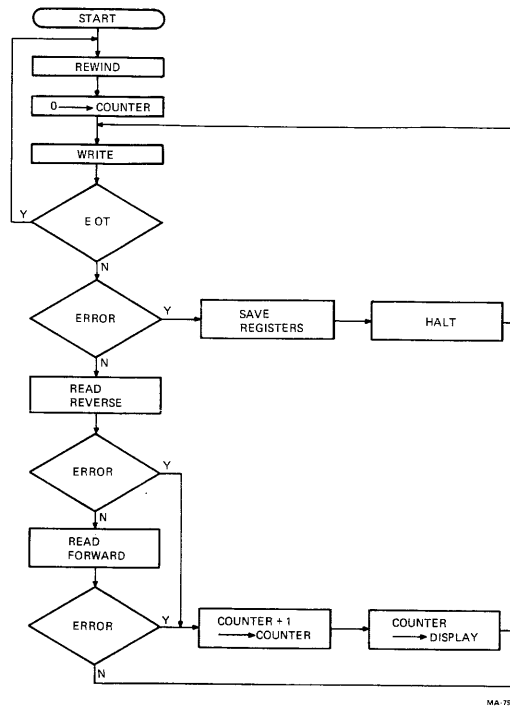 START
REWIND
0 → COUNTER
WRITE
Y
EOT
N
ERROR
Y
SAVE
REGISTERS
HALT
N
READ
REVERSE
ERROR
Y
N
READ
FORWARD
ERROR
Y
COUNTER + 1
→ COUNTER
COUNTER
→ DISPLAY
N